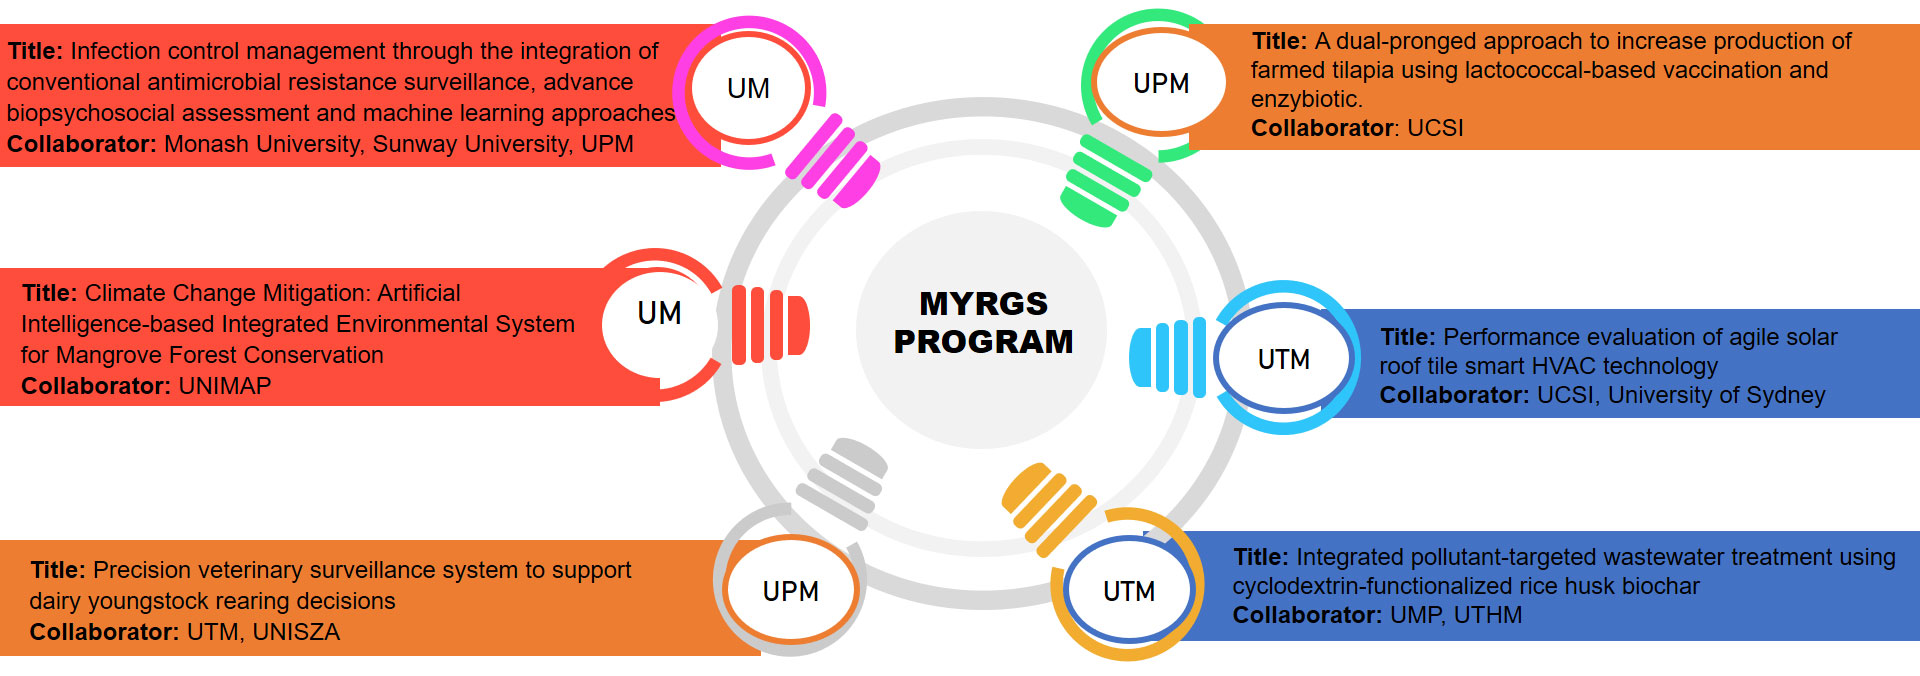 Title: Infection control management through the integration of
conventional antimicrobial resistance surveillance, advance
biopsychosocial assessment and machine learning approaches
Collaborator: Monash University, Sunway University, UPM
UM
UPM
Title: A dual-pronged approach to increase production of
farmed tilapia using lactococcal-based vaccination and
enzybiotic.
Collaborator: UCSI
Title: Climate Change Mitigation: Artificial
Intelligence-based Integrated Environmental System
for Mangrove Forest Conservation
Collaborator: UNIMAP
UM
MYRGS
PROGRAM
UTM
Title: Performance evaluation of agile solar
roof tile smart HVAC technology
Collaborator: UCSI, University of Sydney
Title: Precision veterinary surveillance system to support
dairy youngstock rearing decisions
Collaborator: UTM, UNISZA
UPM
UTM
Title: Integrated pollutant-targeted wastewater treatment using
cyclodextrin-functionalized rice husk biochar
Collaborator: UMP, UTHM